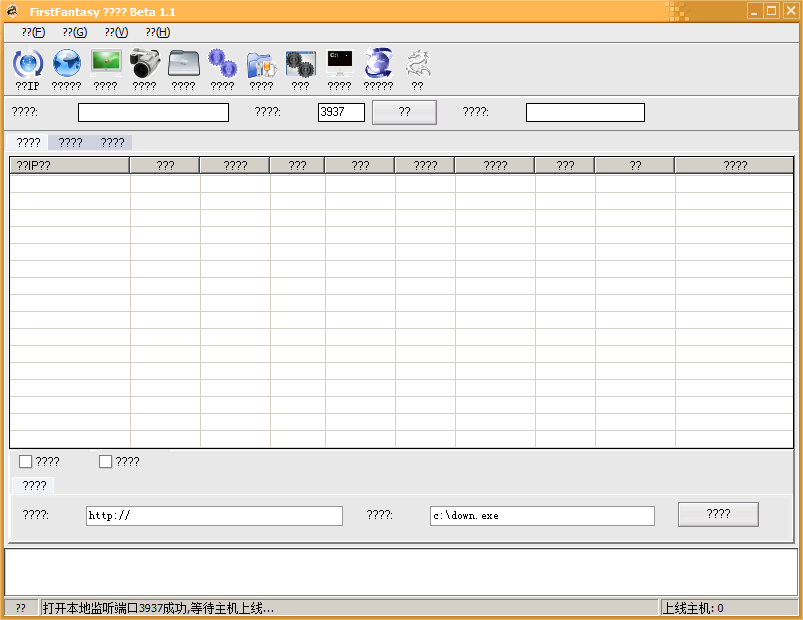 FirstFantasy ???? Beta 1.1
??(F) ??(G) ??(V) ??(H)
??IP ????? ???? ???? ???? ???? ???? ??? ???? ????? ??
????: ????: 3937 ?? ????:
???? ???? ????
??IP?? ??? ???? ??? ??? ???? ???? ??? ?? ????
???? ????
????
????: http:// ????: c:\down.exe ????
?? 打开本地监听端口3937成功,等待主机上线... 上线主机: 0